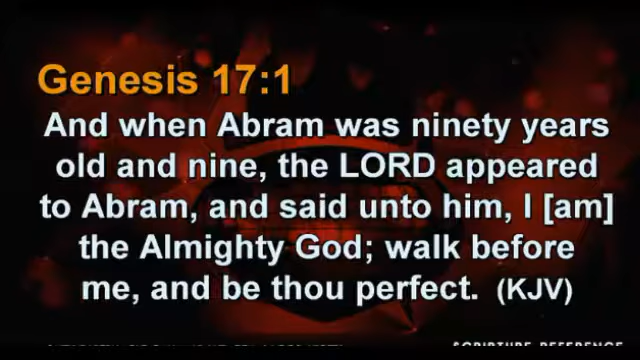 Genesis 17:1
And when Abram was ninety years
old and nine, the LORD appeared
to Abram, and said unto him, I [am]
the Almighty God; walk before
me, and be thou perfect. (KJV)
SCRIPTURE REFERENCE